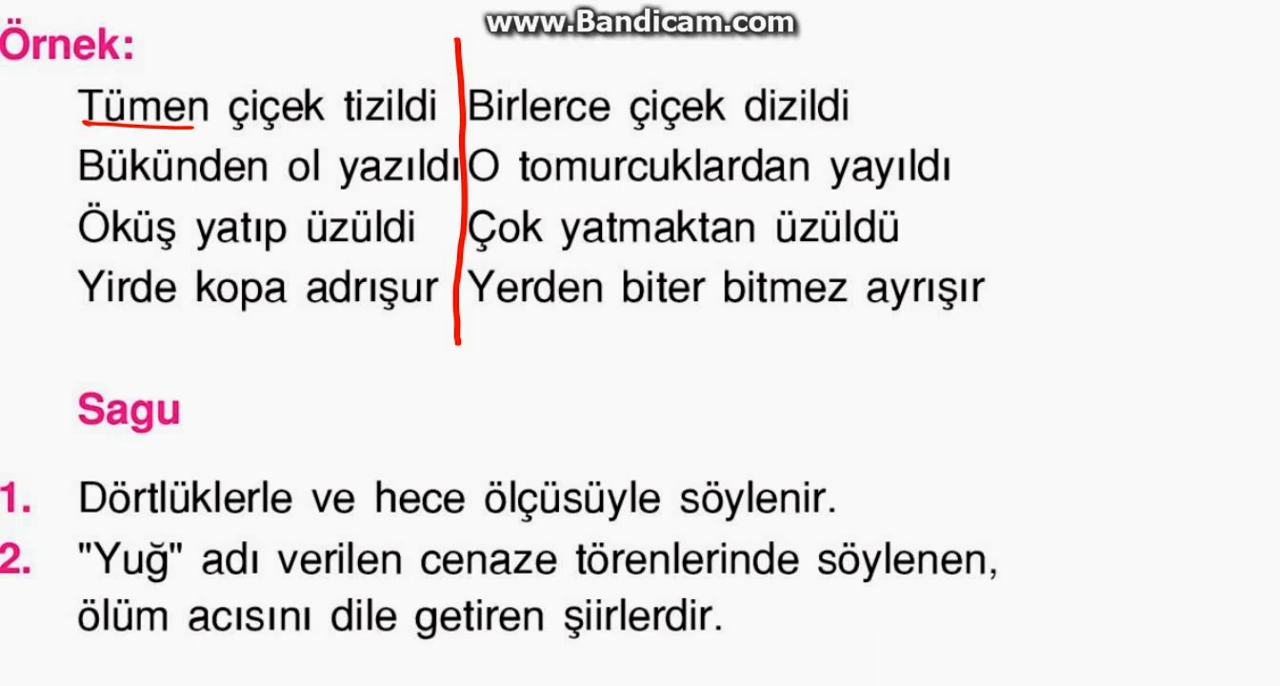 www.Bandicam.com
Örnek:
Tümen çiçek tizildi Birlerce çiçek dizildi
Bükünden ol yazıldı O tomurcuklardan yayıldı
Öküş yatıp üzüldi Çok yatmaktan üzüldü
Yirde kopa adrışur Yerden biter bitmez ayrışır
Sagu
1. Dörtlüklerle ve hece ölçüsüyle söylenir.
2. "Yuğ" adı verilen cenaze törenlerinde söylenen,
ölüm acısını dile getiren şiirlerdir.